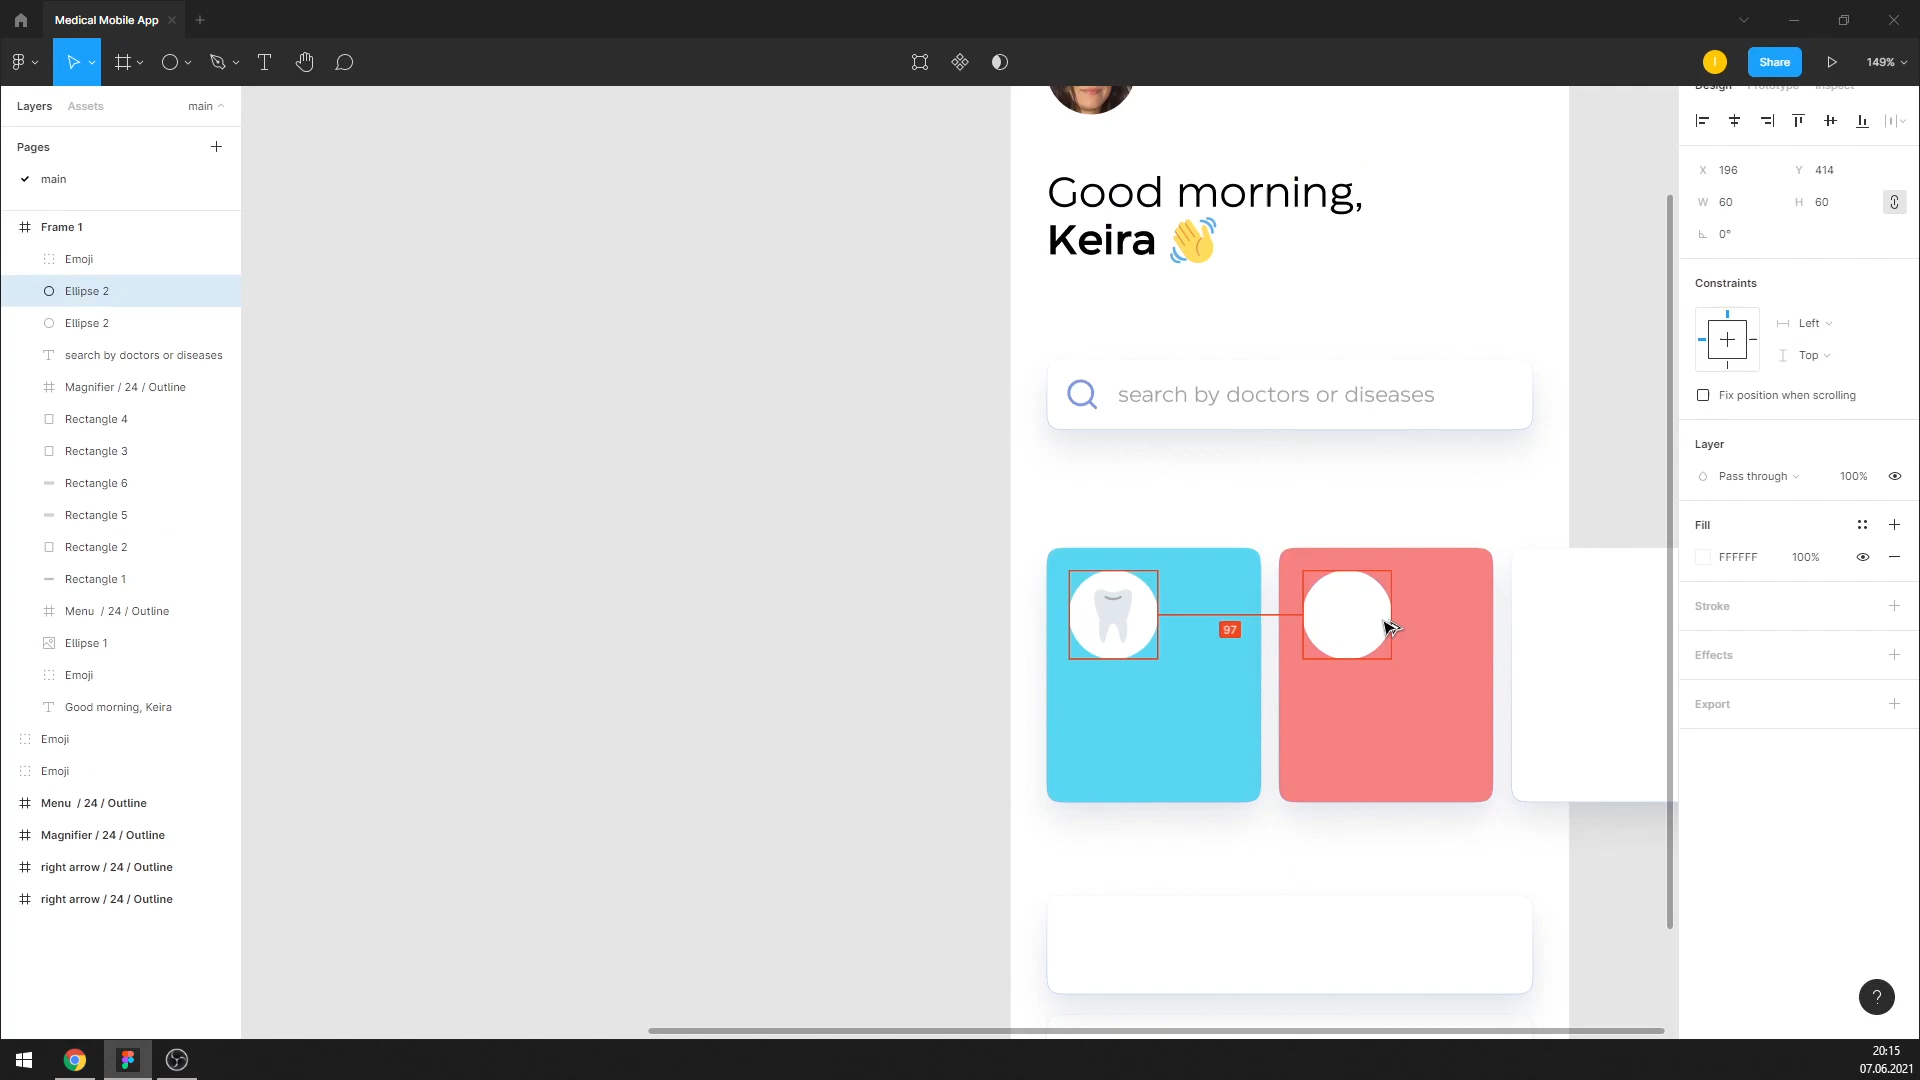 Medical Mobile App
149%
Share
I
Layers
Assets
main
Design
Prototype
Inspect
Pages
main
X 196
Y 414
W 60
H 60
0°
Frame 1
Emoji
Ellipse 2
Ellipse 2
search by doctors or diseases
Magnifier / 24 / Outline
Rectangle 4
Rectangle 3
Rectangle 6
Rectangle 5
Rectangle 2
Rectangle 1
Menu / 24 / Outline
Ellipse 1
Emoji
Good morning, Keira
Emoji
Emoji
Menu / 24 / Outline
Magnifier / 24 / Outline
right arrow / 24 / Outline
right arrow / 24 / Outline
Good morning,
Keira
search by doctors or diseases
97
Constraints
Left
Top
Fix position when scrolling
Layer
Pass through
100%
Fill
FFFFFF
100%
Stroke
Effects
Export
?
20:15
07.06.2021